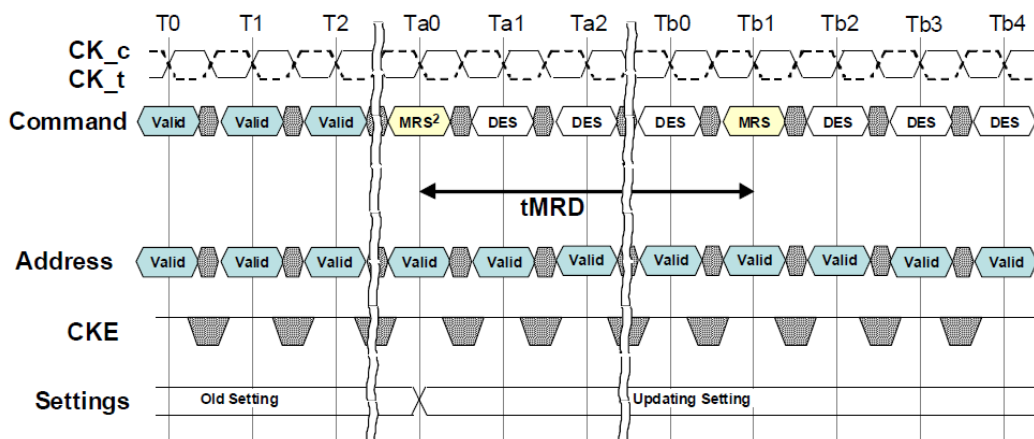 T0 T1 T2 Ta0 Ta1 Ta2 Tb0 Tb1 Tb2 Tb3 Tb4
CK_c
CK_t
Command Valid Valid Valid MRS² DES DES DES MRS DES DES DES
tMRD
Address Valid Valid Valid Valid Valid Valid Valid Valid Valid Valid Valid
CKE
Settings Old Setting Updating Setting